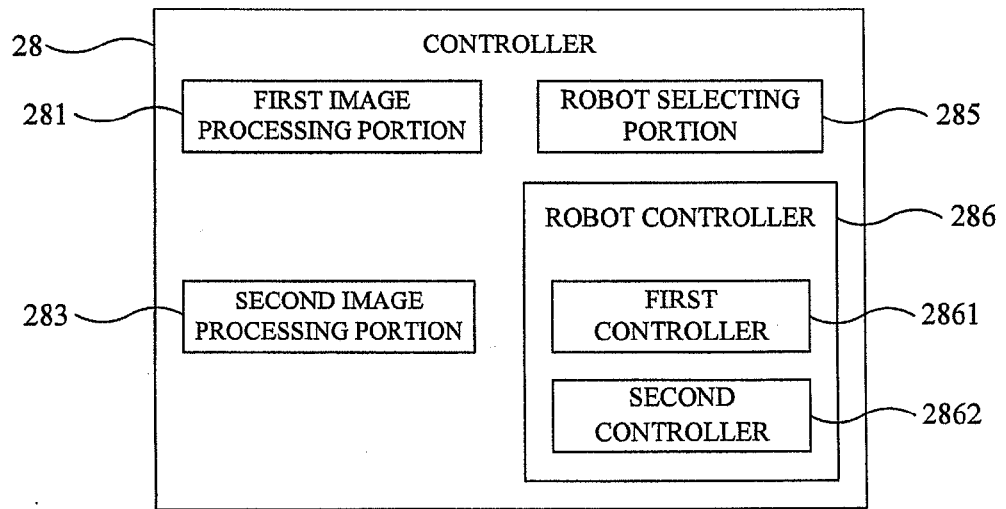 28
CONTROLLER
281
FIRST IMAGE
PROCESSING PORTION
ROBOT SELECTING
PORTION
285
ROBOT CONTROLLER
286
283
SECOND IMAGE
PROCESSING PORTION
FIRST
CONTROLLER
2861
SECOND
CONTROLLER
2862